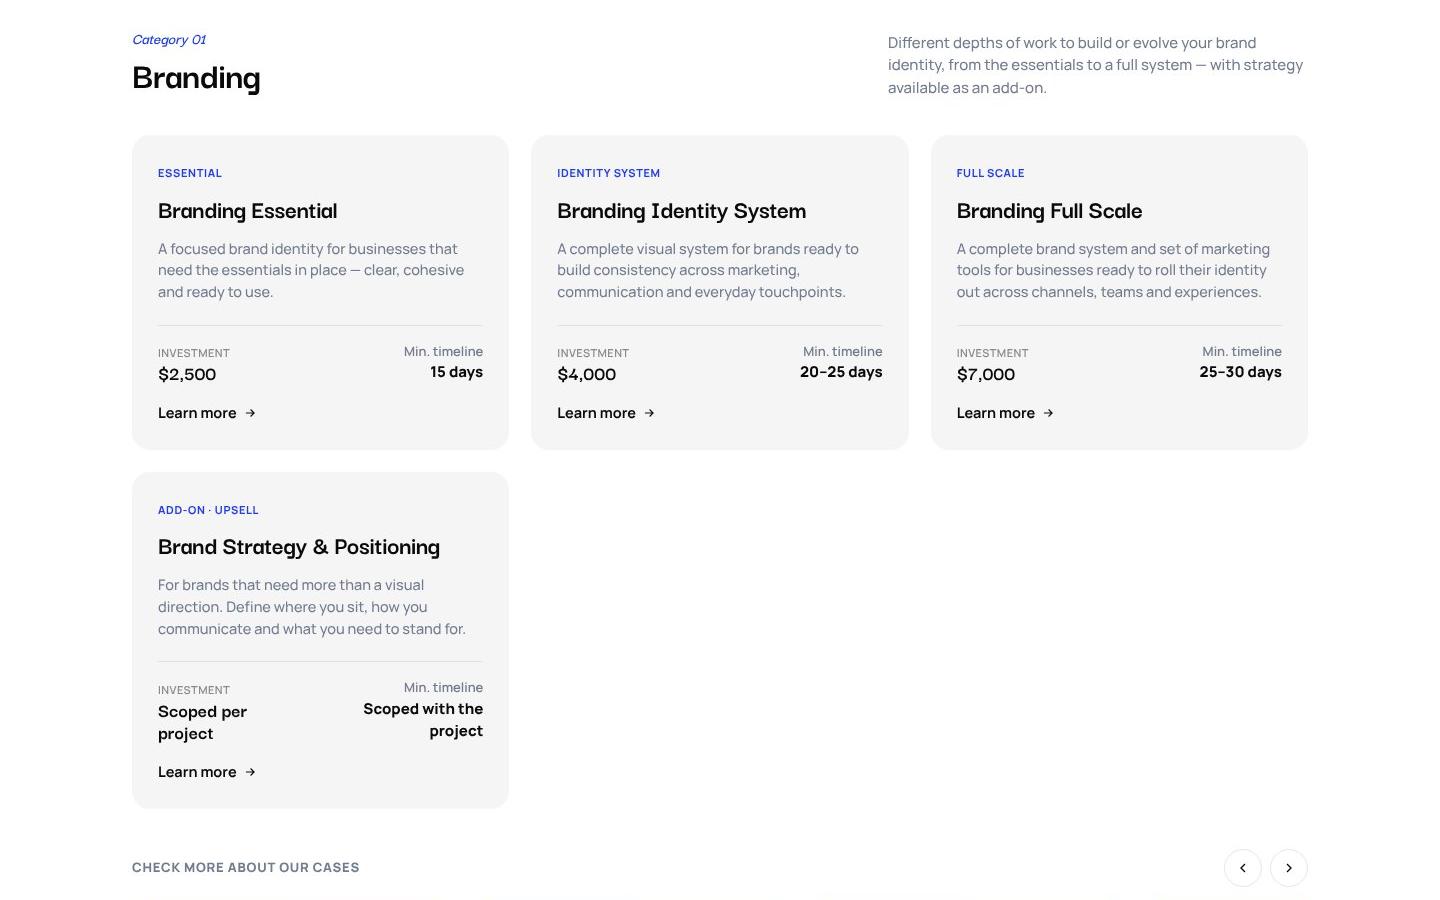 Category 01
Branding
Different depths of work to build or evolve your brand
identity, from the essentials to a full system — with strategy
available as an add-on.
ESSENTIAL
Branding Essential
A focused brand identity for businesses that
need the essentials in place — clear, cohesive
and ready to use.
INVESTMENT
$2,500
Min. timeline
15 days
Learn more →
IDENTITY SYSTEM
Branding Identity System
A complete visual system for brands ready to
build consistency across marketing,
communication and everyday touchpoints.
INVESTMENT
$4,000
Min. timeline
20–25 days
Learn more →
FULL SCALE
Branding Full Scale
A complete brand system and set of marketing
tools for businesses ready to roll their identity
out across channels, teams and experiences.
INVESTMENT
$7,000
Min. timeline
25–30 days
Learn more →
ADD-ON · UPSELL
Brand Strategy & Positioning
For brands that need more than a visual
direction. Define where you sit, how you
communicate and what you need to stand for.
INVESTMENT
Scoped per
project
Min. timeline
Scoped with the
project
Learn more →
CHECK MORE ABOUT OUR CASES